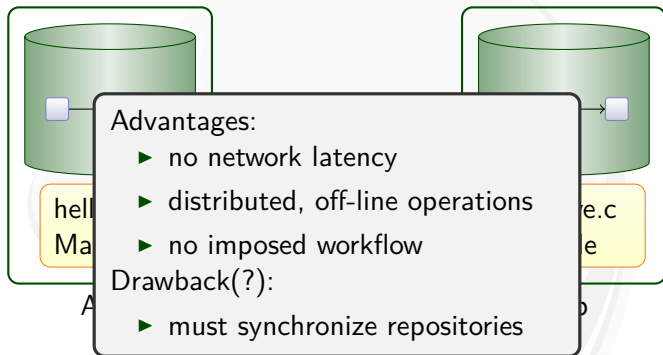 Advantages:
► no network latency
► distributed, off-line operations
► no imposed workflow
Drawback(?):
► must synchronize repositories